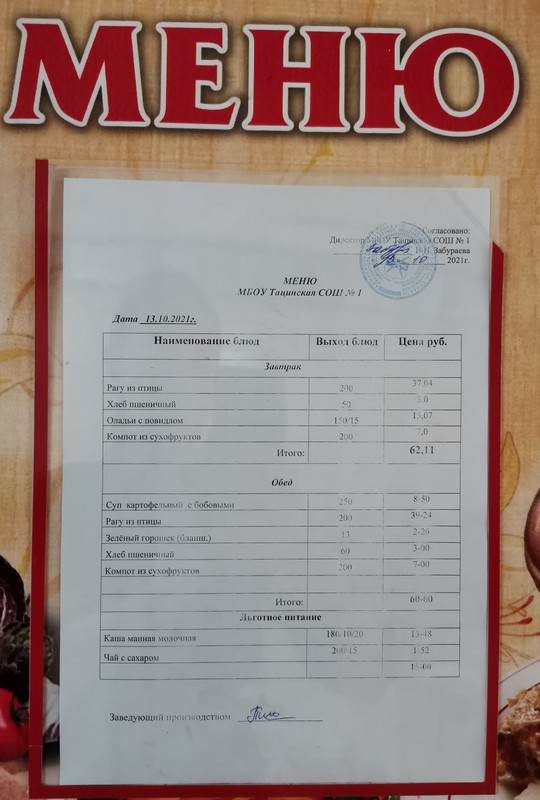 МЕНЮ
Согласовано:
Директор МБОУ Тацинская СОШ № 1
Забураева
2021г.
МЕНЮ
МБОУ Тацинская СОШ № 1
Дата 13.10.2021г.
Наименование блюд Выход блюд Цена руб.
Завтрак
Рагу из птицы 200 37,04
Хлеб пшеничный 50 3.0
Оладьи с повидлом 150/15 15,07
Компот из сухофруктов 200 7,0
Итого: 62,11
Обед
Суп картофельный с бобовыми 250 8-50
Рагу из птицы 200 39-24
Зелёный горошек (бланш.) 13 2-26
Хлеб пшеничный 60 3-00
Компот из сухофруктов 200 7-00
Итого: 60-00
Льготное питание
Каша манная молочная 180/10/20 13-48
Чай с сахаром 200/15 1-52
15-00
Заведующий производством